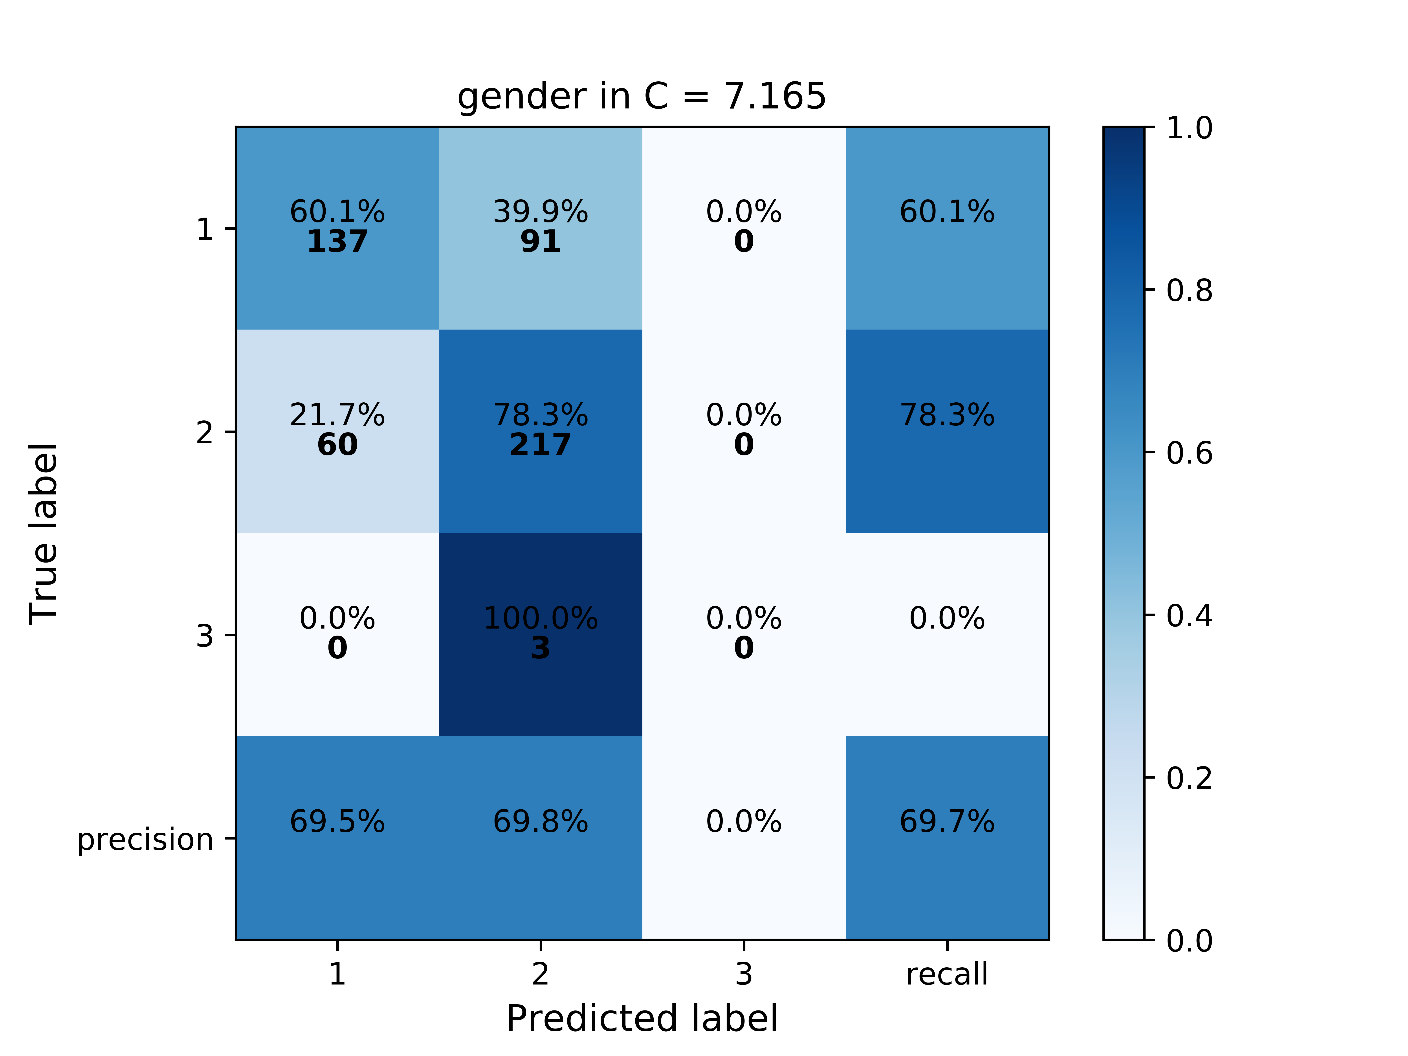 gender in C = 7.165
1.0
60.1% 39.9% 0.0% 60.1%
1 137 91 0
0.8
21.7% 78.3% 0.0% 78.3%
2 60 217 0
0.6
True label
0.0% 100.0% 0.0% 0.0%
3 0 3 0
0.4
0.2
69.5% 69.8% 0.0% 69.7%
precision
0.0
1 2 3 recall
Predicted label